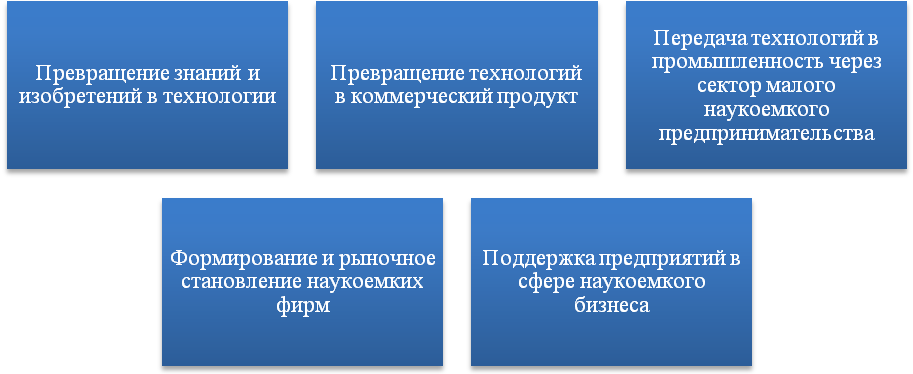 Превращение знаний и
изобретений в технологии
Превращение технологий
в коммерческий продукт
Передача технологий в
промышленность через
сектор малого
наукоемкого
предпринимательства
Формирование и рыночное
становление наукоемких
фирм
Поддержка предприятий в
сфере наукоемкого
бизнеса